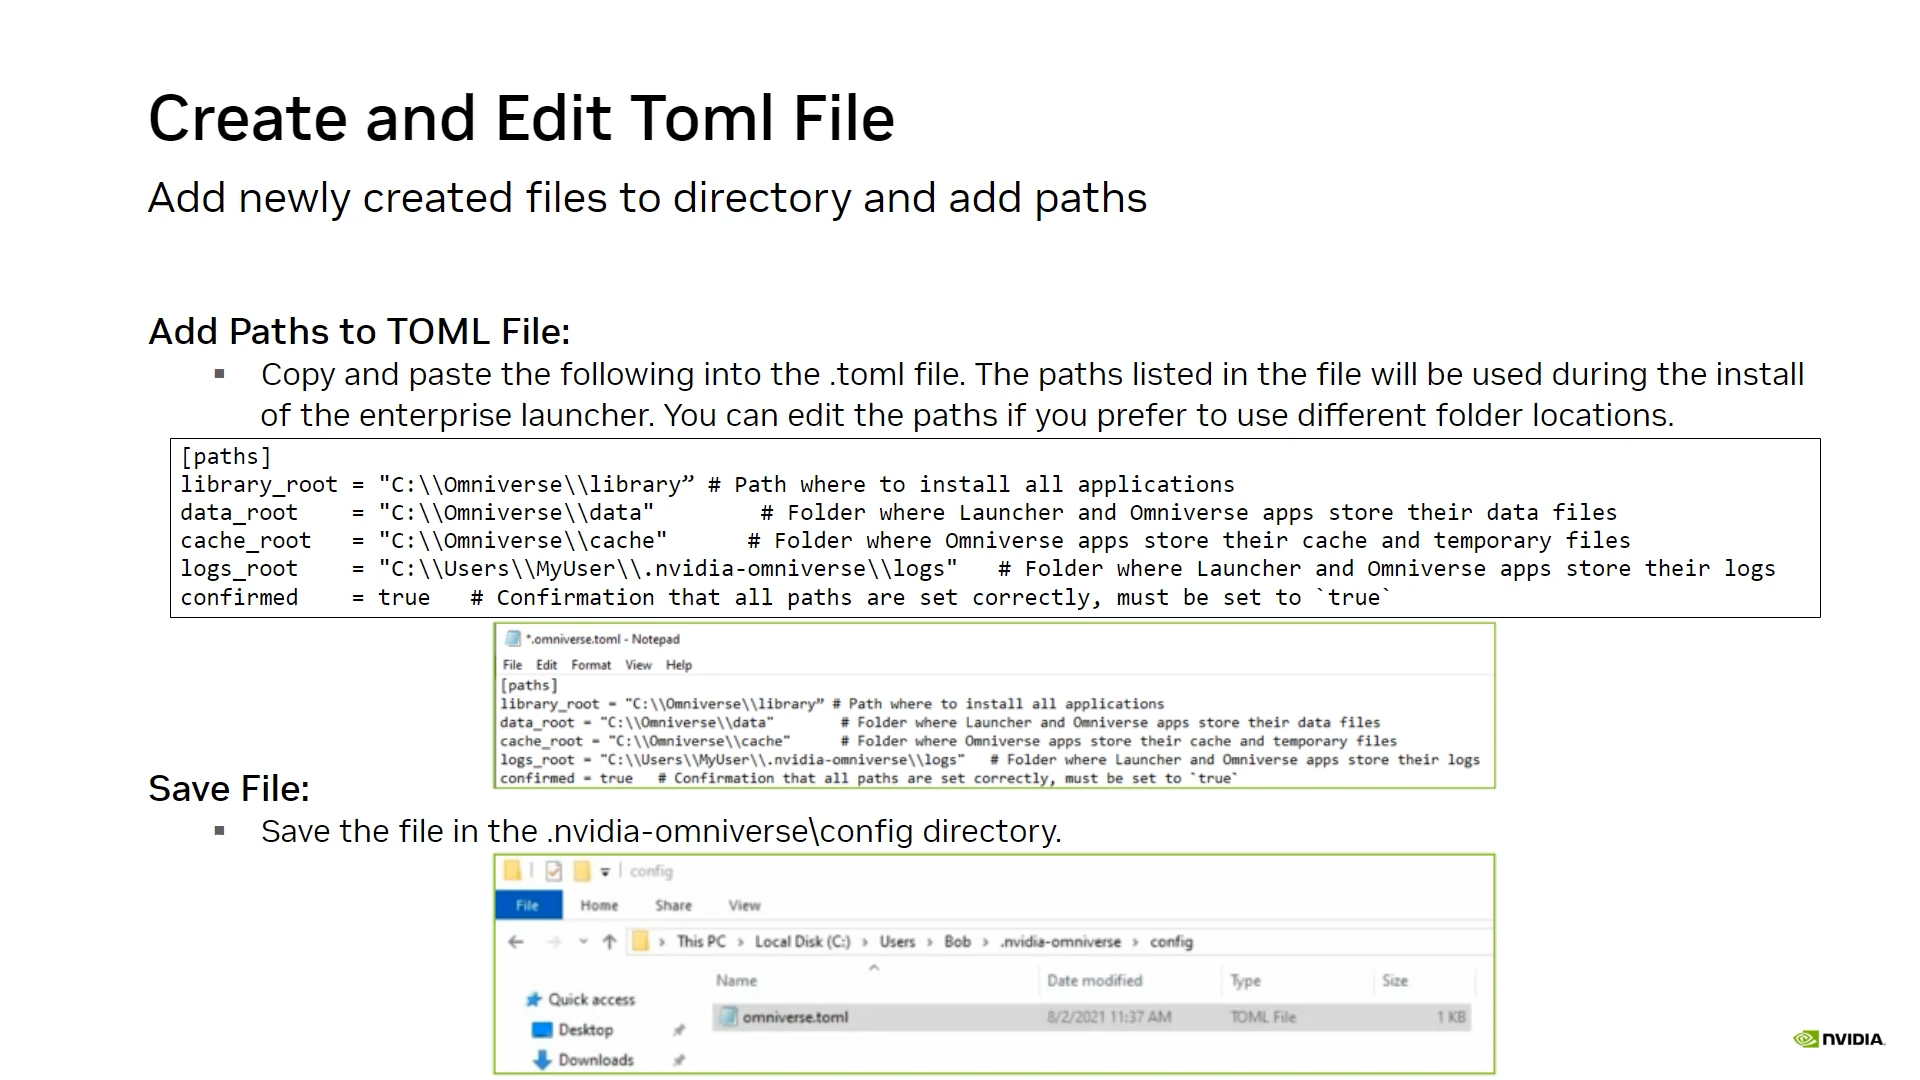 Create and Edit Toml File
Add newly created files to directory and add paths
Add Paths to TOML File:
▪ Copy and paste the following into the .toml file. The paths listed in the file will be used during the install
of the enterprise launcher. You can edit the paths if you prefer to use different folder locations.
[paths]
library_root = "C:\\Omniverse\\library” # Path where to install all applications
data_root    = "C:\\Omniverse\\data"        # Folder where Launcher and Omniverse apps store their data files
cache_root   = "C:\\Omniverse\\cache"      # Folder where Omniverse apps store their cache and temporary files
logs_root    = "C:\\Users\\MyUser\\.nvidia-omniverse\\logs"   # Folder where Launcher and Omniverse apps store their logs
confirmed    = true   # Confirmation that all paths are set correctly, must be set to `true`
*.omniverse.toml - Notepad
File Edit Format View Help
[paths]
library_root = "C:\\Omniverse\\library” # Path where to install all applications
data_root = "C:\\Omniverse\\data"        # Folder where Launcher and Omniverse apps store their data files
cache_root = "C:\\Omniverse\\cache"      # Folder where Omniverse apps store their cache and temporary files
logs_root = "C:\\Users\\MyUser\\.nvidia-omniverse\\logs"   # Folder where Launcher and Omniverse apps store their logs
confirmed = true   # Confirmation that all paths are set correctly, must be set to `true`
Save File:
▪ Save the file in the .nvidia-omniverse\config directory.
config
File Home Share View
This PC > Local Disk (C:) > Users > Bob > .nvidia-omniverse > config
Name Date modified Type Size
Quick access
omniverse.toml 8/2/2021 11:37 AM TOML File 1 KB
Desktop
Downloads
NVIDIA.